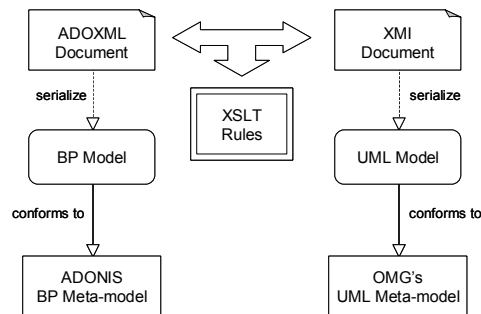 ADOXML
Document
XMI
Document
serialize
serialize
XSLT
Rules
BP Model
UML Model
conforms to
conforms to
ADONIS
BP Meta-model
OMG's
UML Meta-model